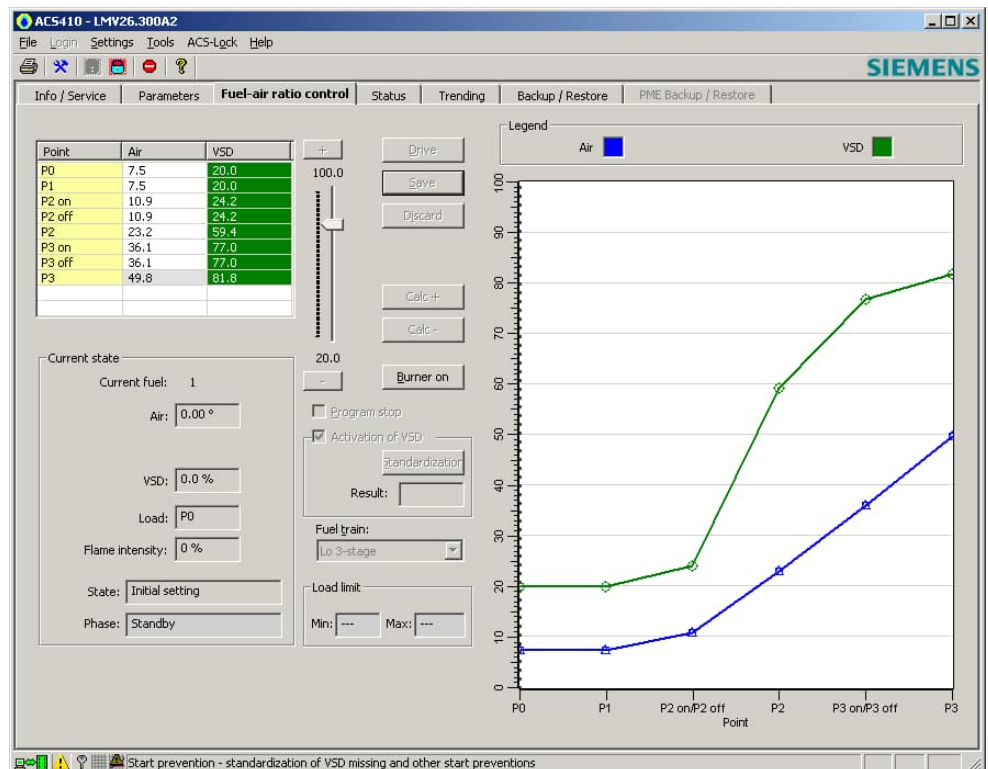 ACS410 - LMV26.300A2
File Login Settings Tools ACS-Lock Help
SIEMENS
Info / Service Parameters Fuel-air ratio control Status Trending Backup / Restore PME Backup / Restore
Point Air VSD
P0 7.5 20.0
P1 7.5 20.0
P2 on 10.9 24.2
P2 off 10.9 24.2
P2 23.2 59.4
P3 on 36.1 77.0
P3 off 36.1 77.0
P3 49.8 81.8
+
100.0
20.0
-
Drive
Save
Discard
Calc +
Calc -
Burner on
Program stop
Activation of VSD
Standardization
Result:
Fuel train:
Lo 3-stage
Load limit
Min: --- Max: ---
Current state
Current fuel: 1
Air: 0.00 °
VSD: 0.0 %
Load: P0
Flame intensity: 0 %
State: Initial setting
Phase: Standby
Legend
Air VSD
100
90
80
70
60
50
40
30
20
10
0
P0 P1 P2 on/P2 off P2 P3 on/P3 off P3
Point
Start prevention - standardization of VSD missing and other start preventions